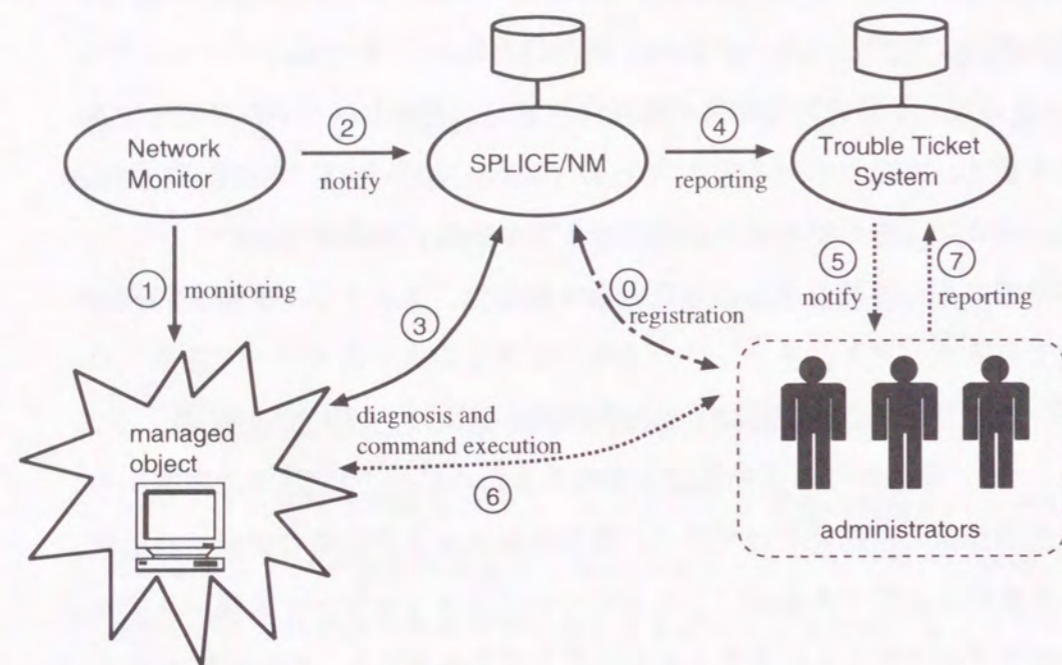 Network
Monitor
②
notify
SPLICE/NM
④
reporting
Trouble Ticket
System
①
monitoring
③
⓪
registration
⑤
notify
⑦
reporting
managed
object
diagnosis and
command execution
⑥
administrators